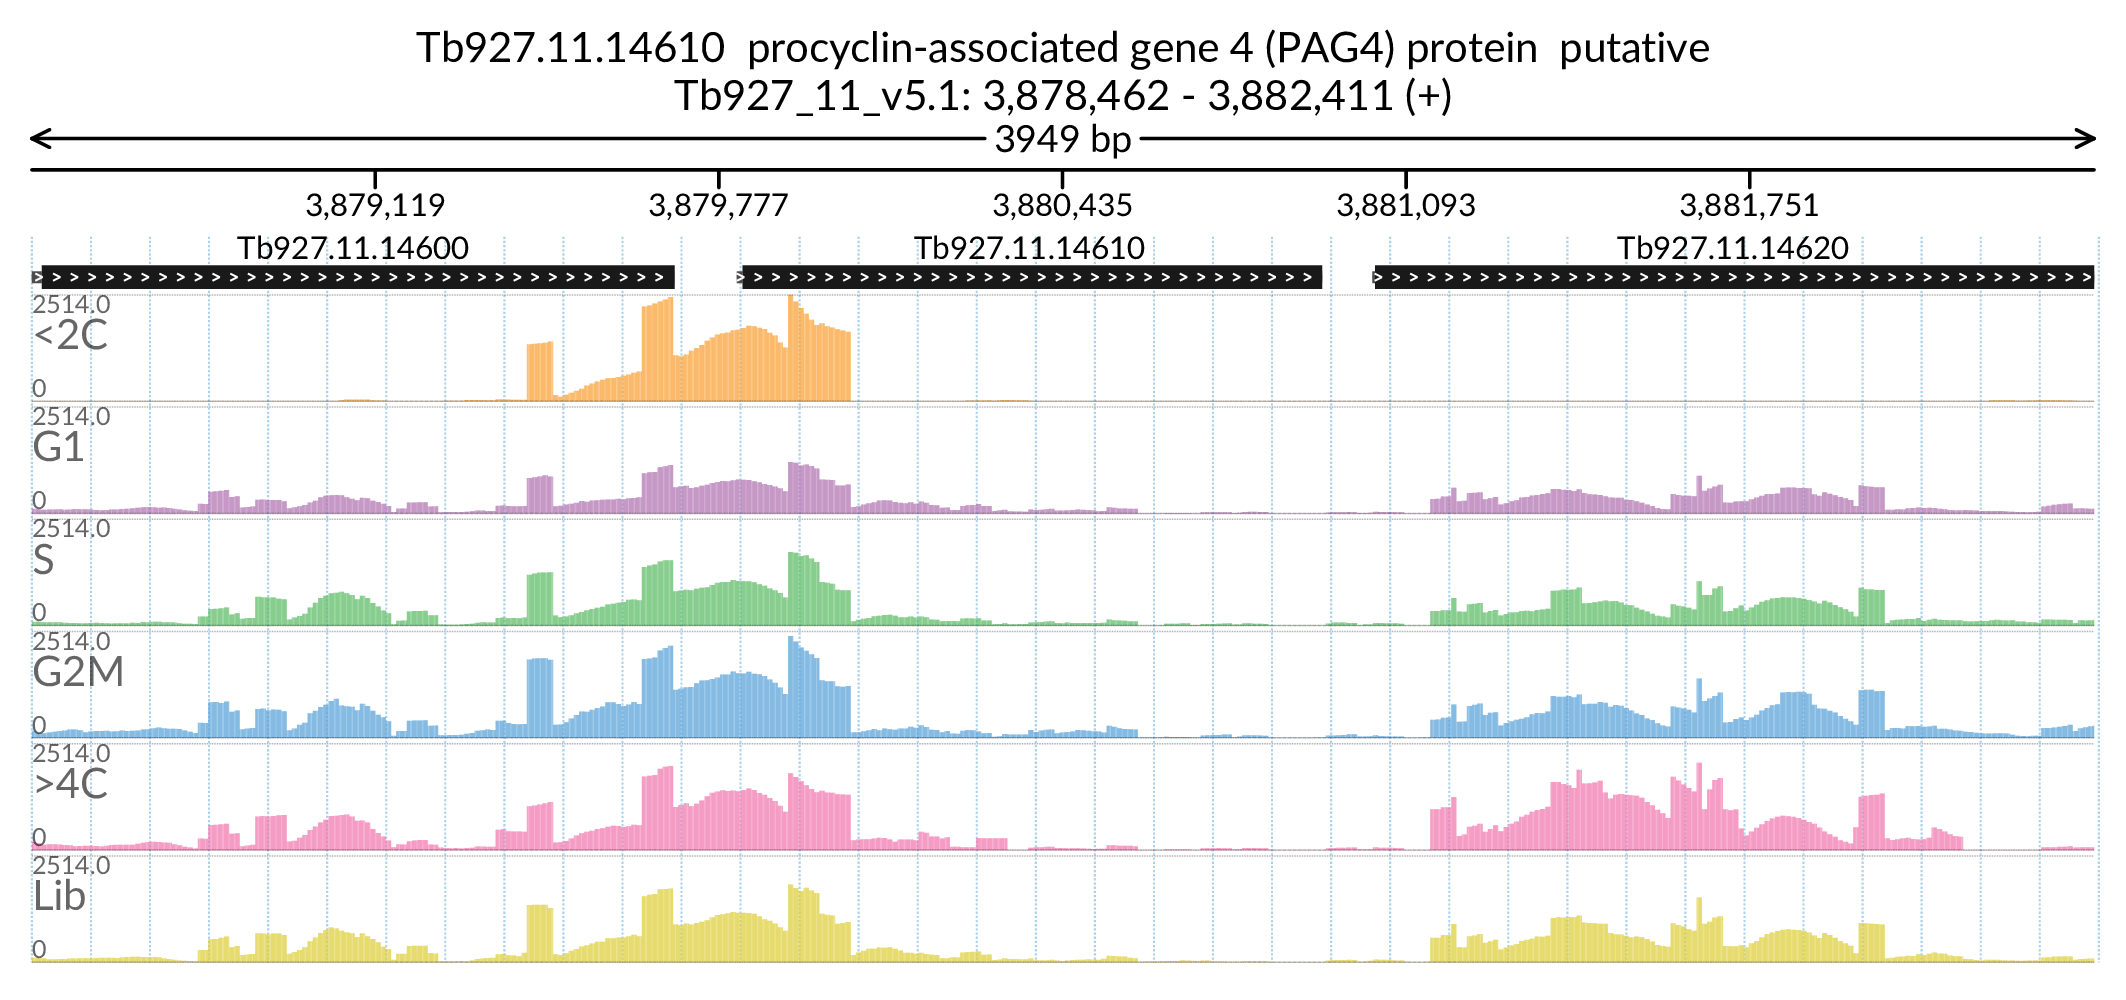 Tb927.11.14610  procyclin-associated gene 4 (PAG4) protein  putative
Tb927_11_v5.1: 3,878,462 - 3,882,411 (+)
3949 bp
3,879,119 3,879,777 3,880,435 3,881,093 3,881,751
Tb927.11.14600 Tb927.11.14610 Tb927.11.14620
2514.0
<2C
0
2514.0
G1
0
2514.0
S
0
2514.0
G2M
0
2514.0
>4C
0
2514.0
Lib
0